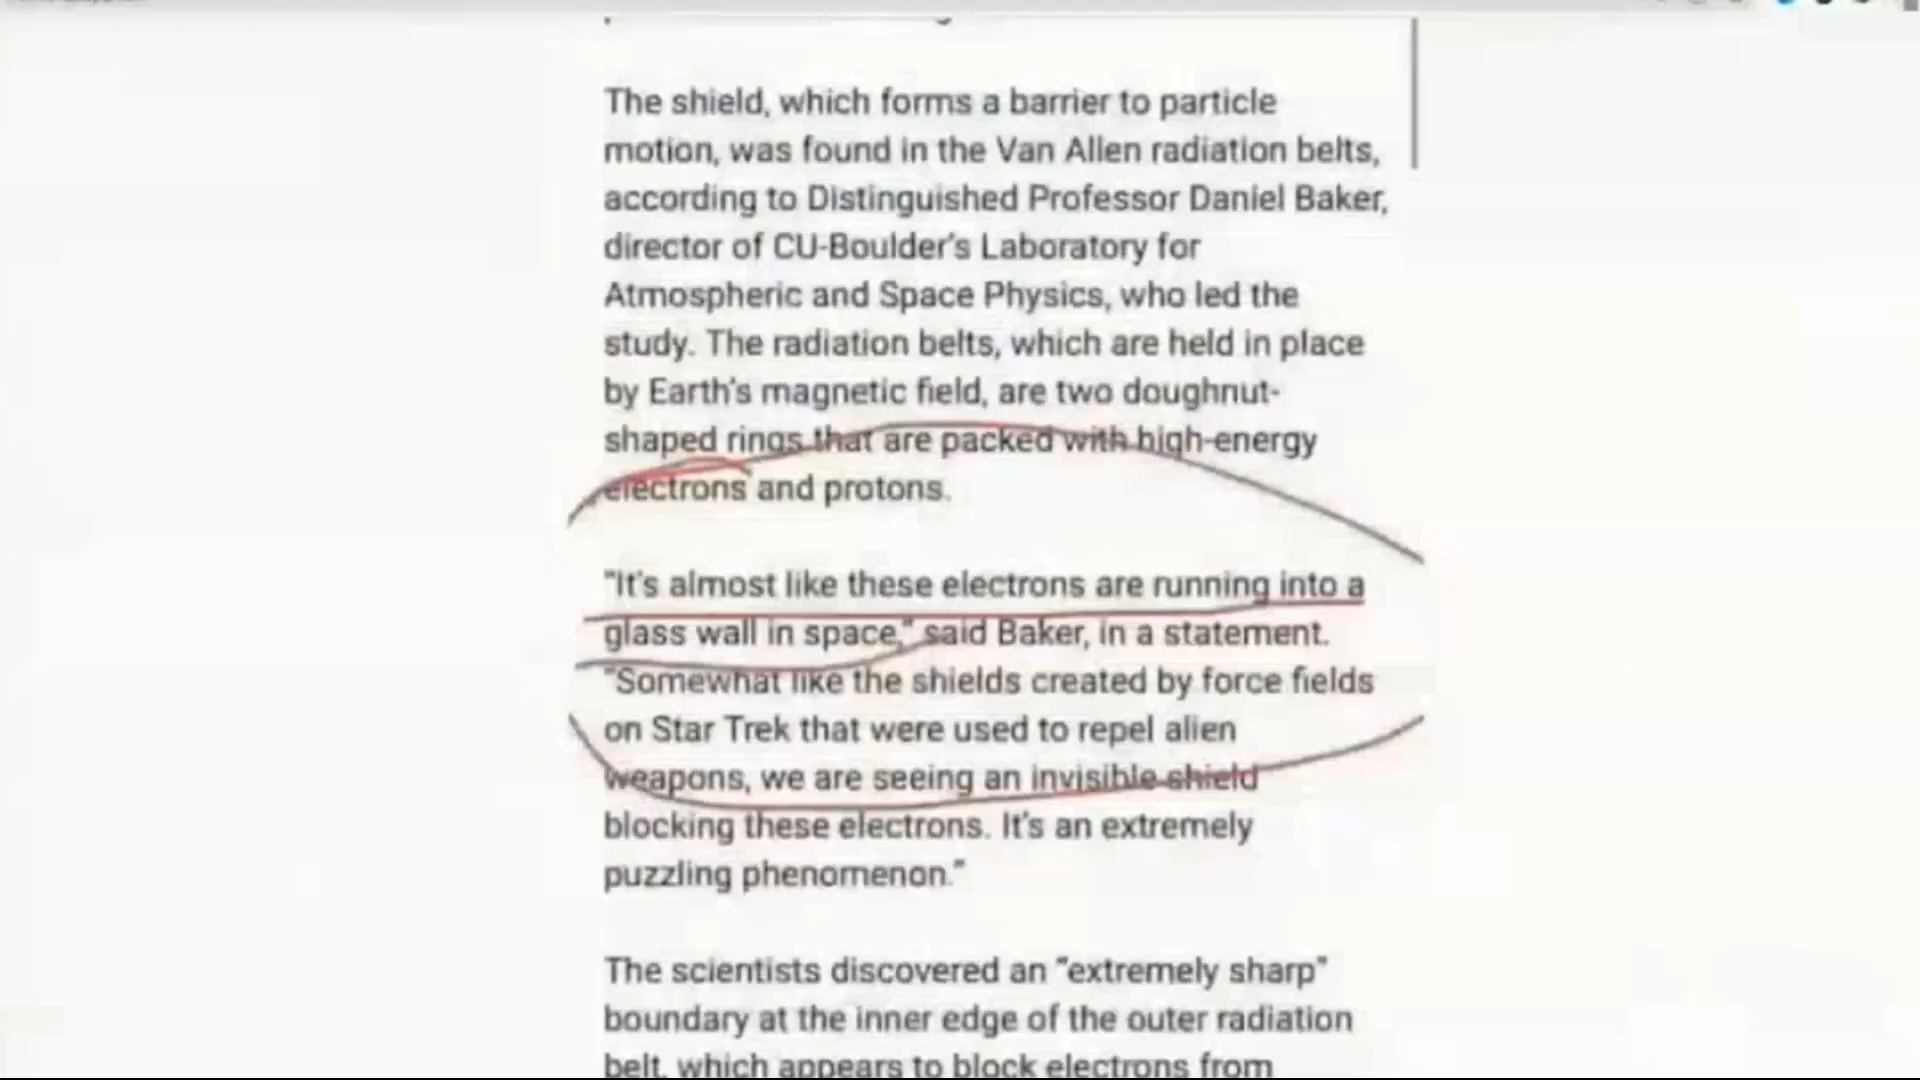 The shield, which forms a barrier to particle
motion, was found in the Van Allen radiation belts,
according to Distinguished Professor Daniel Baker,
director of CU-Boulder's Laboratory for
Atmospheric and Space Physics, who led the
study. The radiation belts, which are held in place
by Earth's magnetic field, are two doughnut-
shaped rings that are packed with high-energy
electrons and protons.
"It's almost like these electrons are running into a
glass wall in space," said Baker, in a statement.
"Somewhat like the shields created by force fields
on Star Trek that were used to repel alien
weapons, we are seeing an invisible shield
blocking these electrons. It's an extremely
puzzling phenomenon."
The scientists discovered an "extremely sharp"
boundary at the inner edge of the outer radiation
belt, which appears to block electrons from